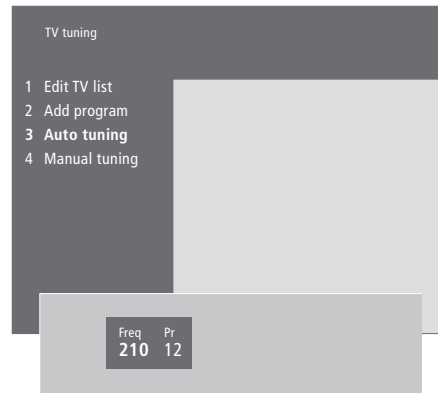 TV tuning
1 Edit TV list
2 Add program
3 Auto tuning
4 Manual tuning
Freq Pr
210 12